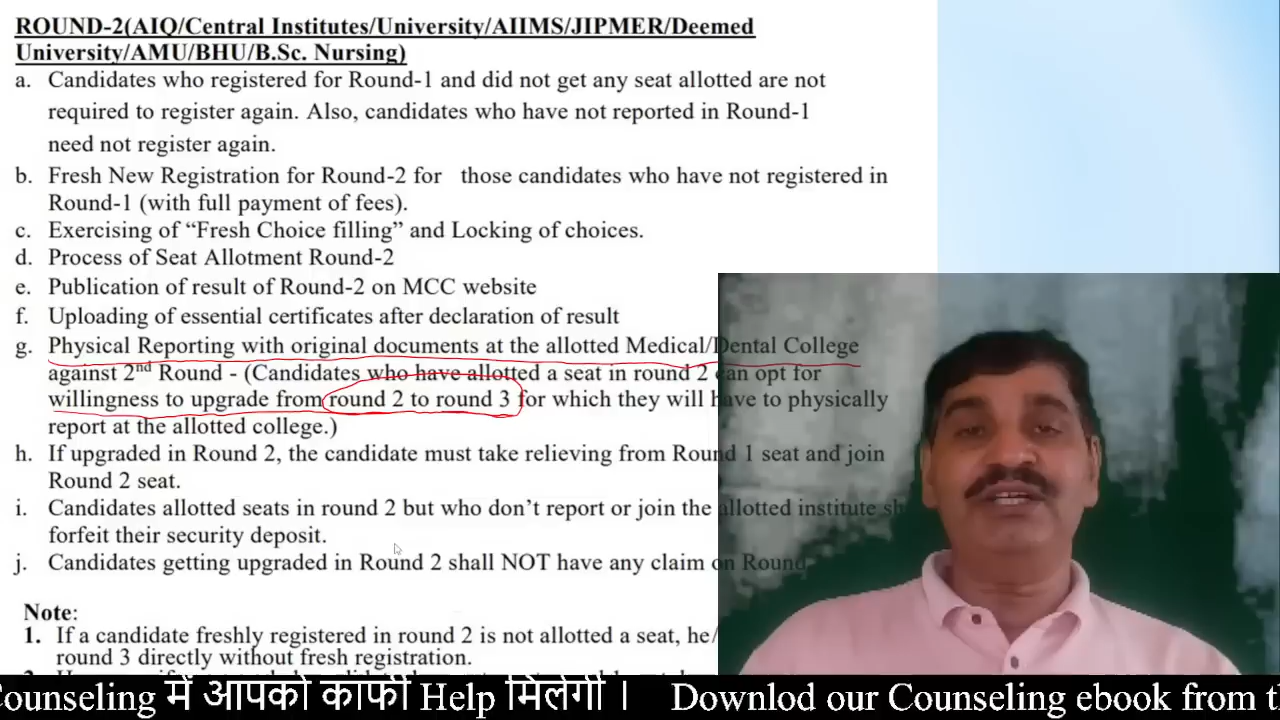 ROUND-2(AIQ/Central Institutes/University/AIIMS/JIPMER/Deemed
University/AMU/BHU/B.Sc. Nursing)
a. Candidates who registered for Round-1 and did not get any seat allotted are not
required to register again. Also, candidates who have not reported in Round-1
need not register again.
b. Fresh New Registration for Round-2 for those candidates who have not registered in
Round-1 (with full payment of fees).
c. Exercising of “Fresh Choice filling” and Locking of choices.
d. Process of Seat Allotment Round-2
e. Publication of result of Round-2 on MCC website
f. Uploading of essential certificates after declaration of result
g. Physical Reporting with original documents at the allotted Medical/Dental College
against 2nd Round - (Candidates who have allotted a seat in round 2 can opt for
willingness to upgrade from round 2 to round 3 for which they will have to physically
report at the allotted college.)
h. If upgraded in Round 2, the candidate must take relieving from Round 1 seat and join
Round 2 seat.
i. Candidates allotted seats in round 2 but who don’t report or join the allotted institute
forfeit their security deposit.
j. Candidates getting upgraded in Round 2 shall NOT have any claim on Round
Note:
1. If a candidate freshly registered in round 2 is not allotted a seat, he/
round 3 directly without fresh registration.
Counseling में आपको काफी Help मिलेगी । Downlod our Counseling ebook from